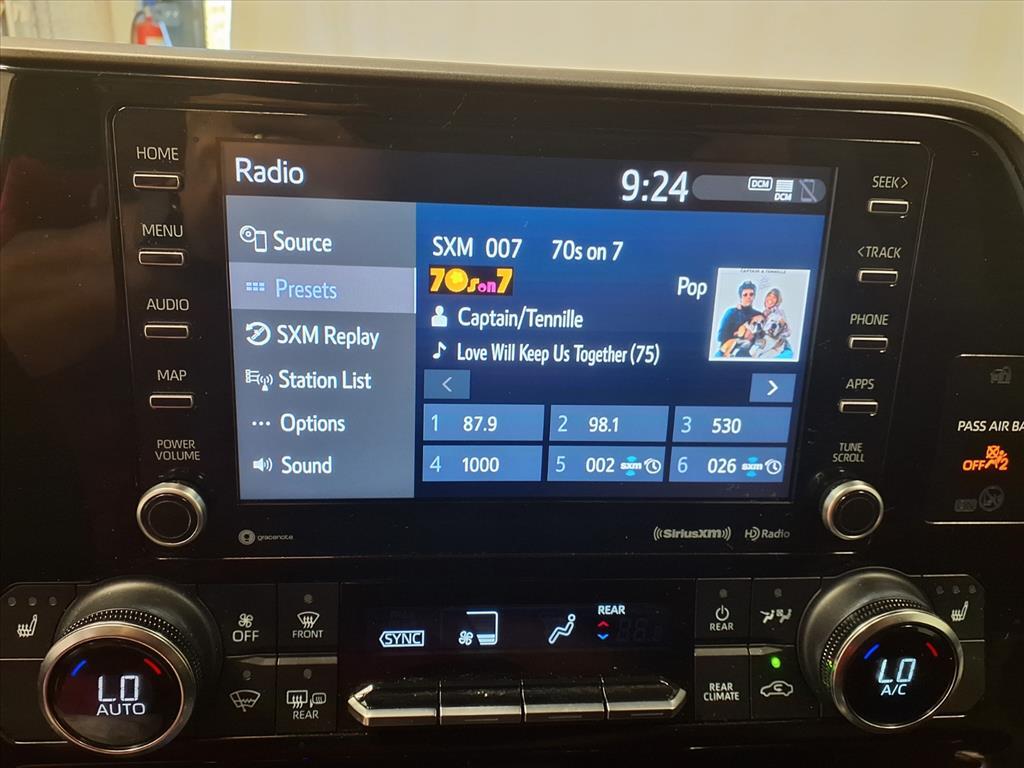 HOME
MENU
AUDIO
MAP
POWER
VOLUME
Radio
9:24
DCM
DCM
Source
Presets
SXM Replay
Station List
Options
Sound
SXM 007 70s on 7
70s on 7
Pop
CAPTAIN & TENNILLE
Captain/Tennille
Love Will Keep Us Together (75)
<
>
1 87.9
2 98.1
3 530
4 1000
5 002 sxm
6 026 sxm
SEEK>
<TRACK
PHONE
APPS
TUNE
SCROLL
gracenote
((SiriusXM))
HD Radio
PASS AIR BA
OFF 2
OFF
FRONT
REAR
LO
AUTO
SYNC
REAR
REAR
REAR
CLIMATE
LO
A/C